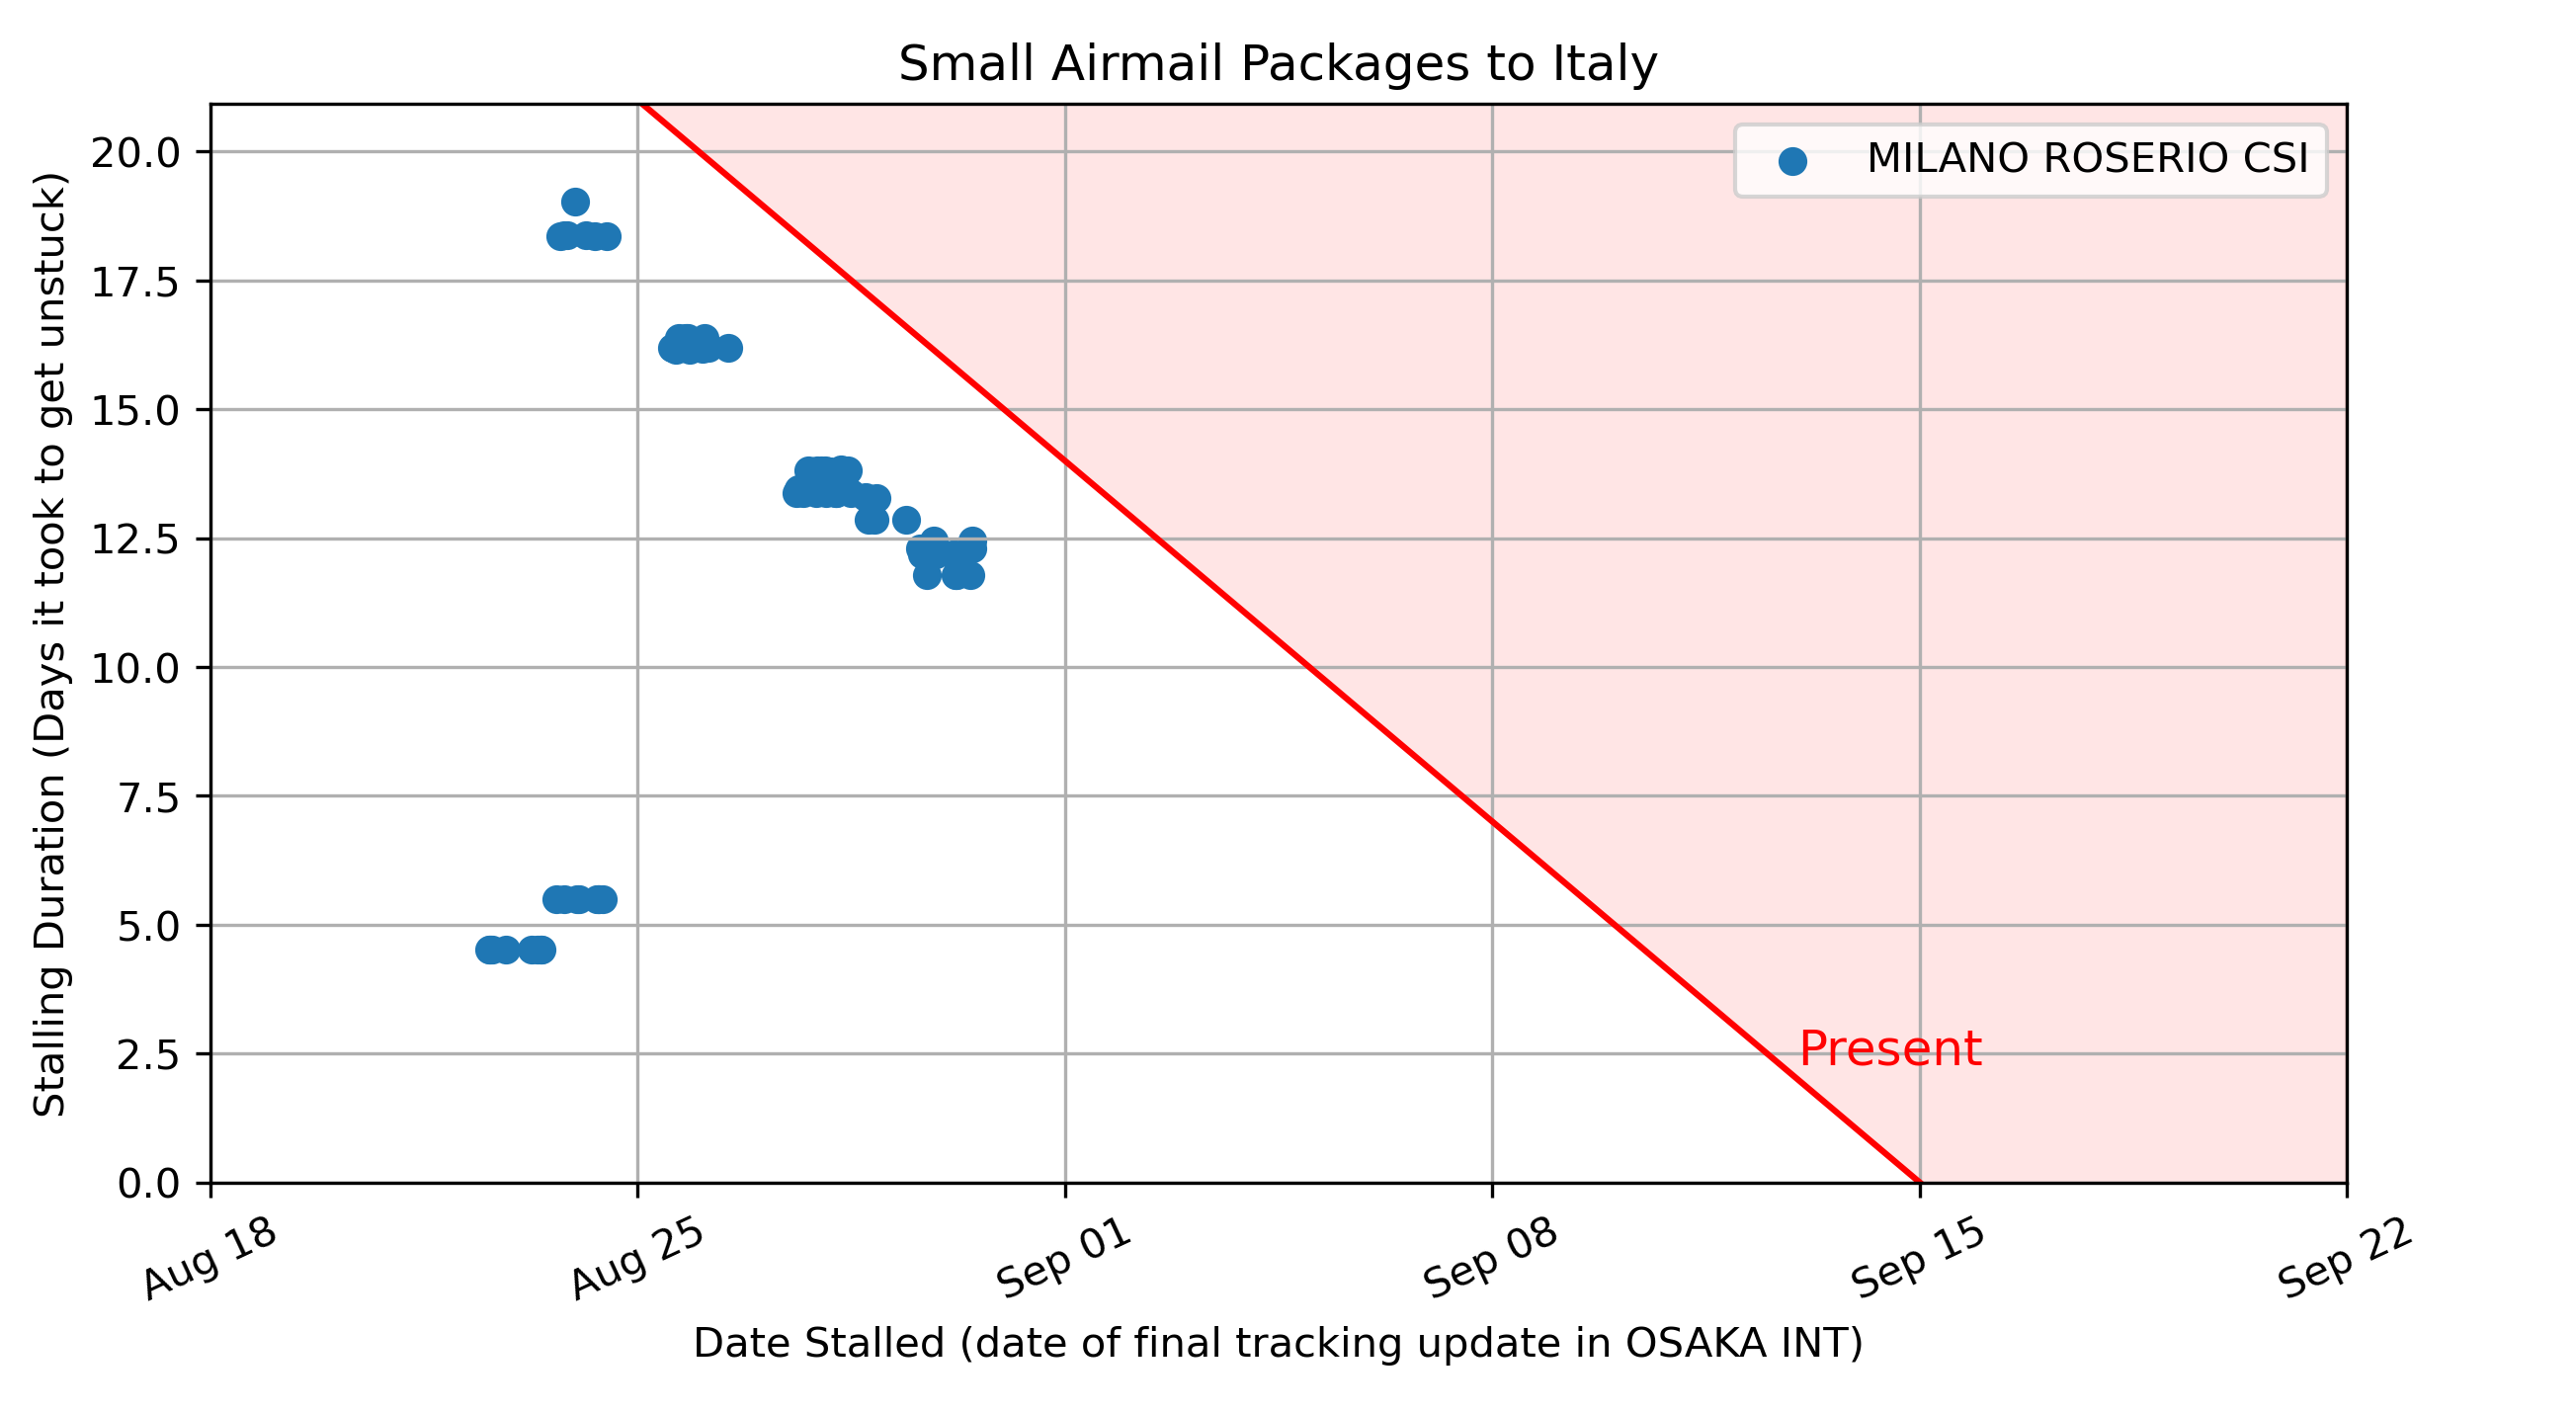 Small Airmail Packages to Italy
MILANO ROSERIO CSI
Stalling Duration (Days it took to get unstuck)
20.0
17.5
15.0
12.5
10.0
7.5
5.0
2.5
0.0
Present
Aug 18
Aug 25
Sep 01
Sep 08
Sep 15
Sep 22
Date Stalled (date of final tracking update in OSAKA INT)